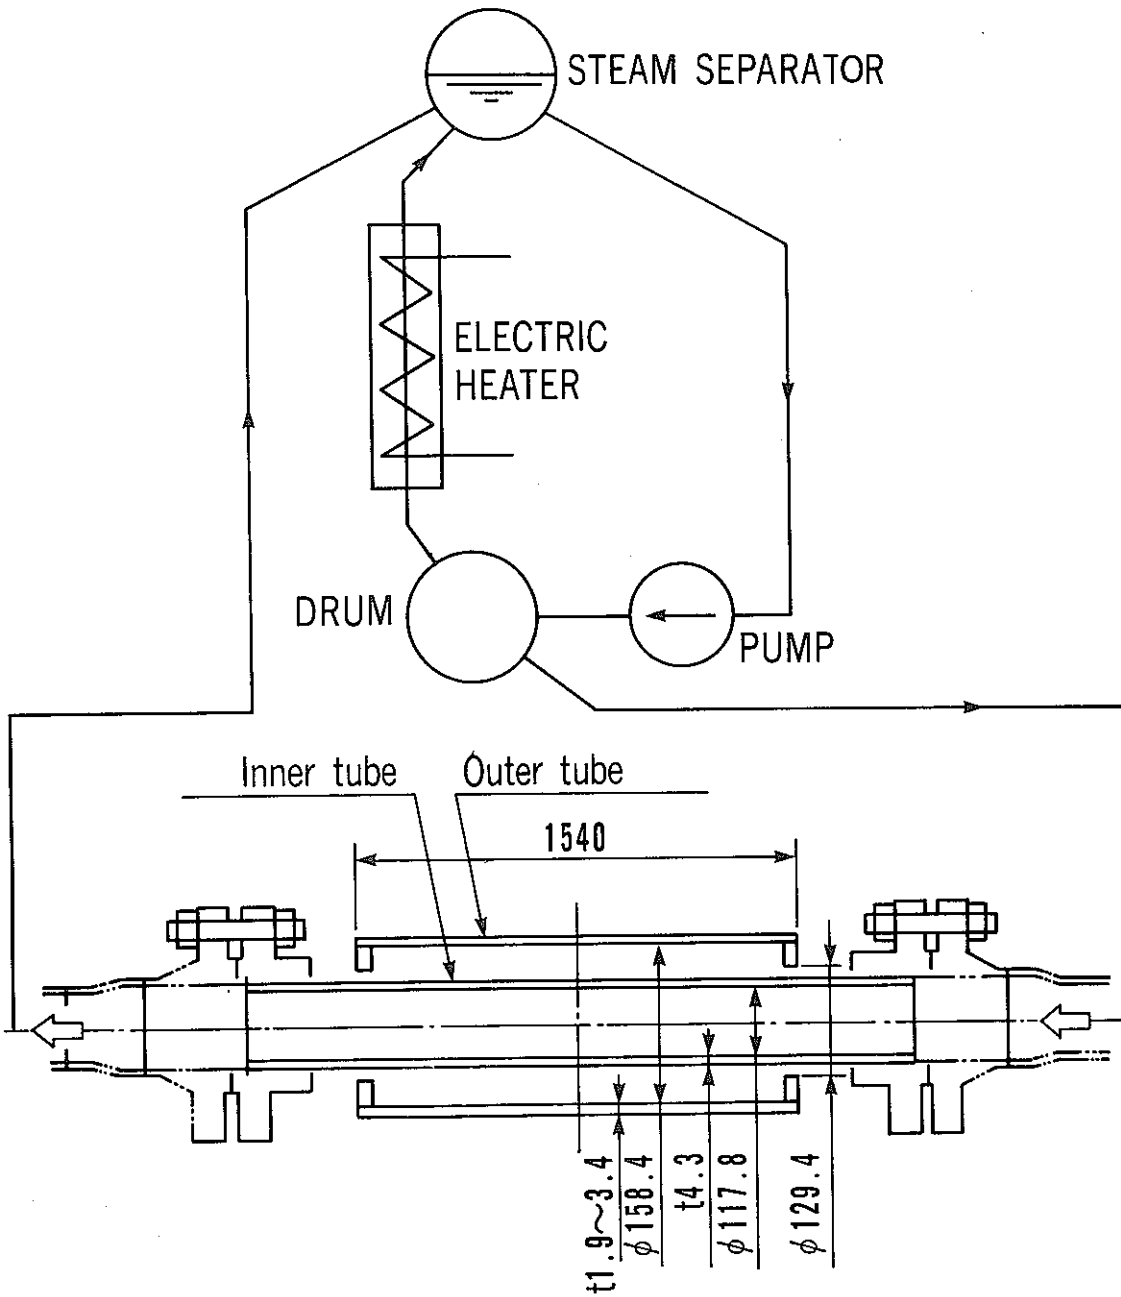 STEAM SEPARATOR
ELECTRIC
HEATER
DRUM
PUMP
Inner tube
Outer tube
1540
t1.9~3.4
φ158.4
t4.3
φ117.8
φ129.4